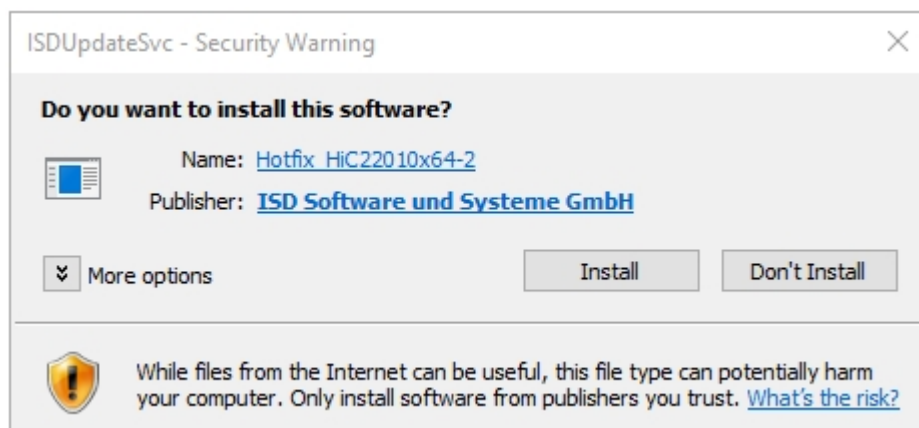 ISDUpdateSvc - Security Warning
Do you want to install this software?
Name: Hotfix HiC22010x64-2
Publisher: ISD Software und Systeme GmbH
More options
Install
Don't Install
While files from the Internet can be useful, this file type can potentially harm
your computer. Only install software from publishers you trust. What's the risk?